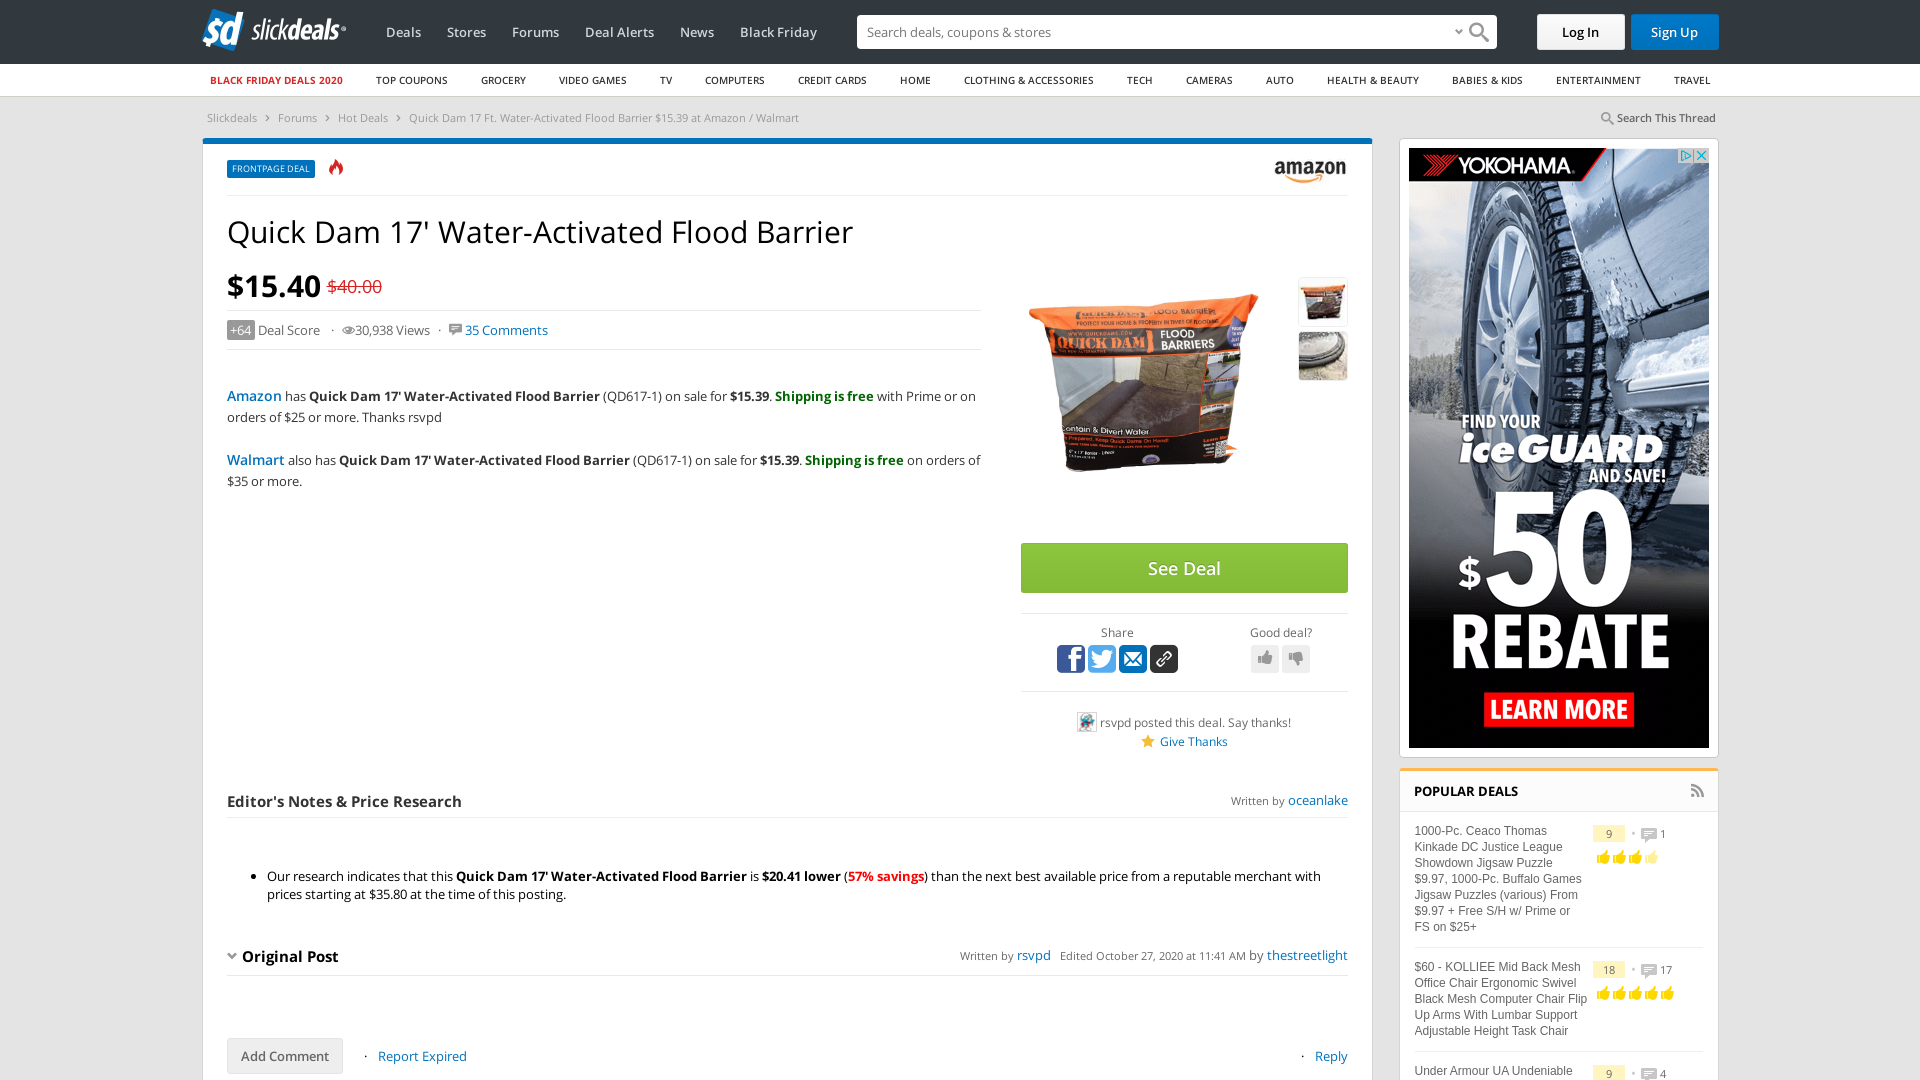 slickdeals
Deals
Stores
Forums
Deal Alerts
News
Black Friday
Search deals, coupons & shops
Log In
Sign Up
BLACK FRIDAY DEALS 2020
TOP COUPONS
GROCERY
VIDEO GAMES
TV
COMPUTERS
CREDIT CARDS
HOME
CLOTHING & ACCESSORIES
TECH
CAMERAS
AUTO
HEALTH & BEAUTY
BABIES & KIDS
ENTERTAINMENT
TRAVEL
Slickdeals › Forums › Hot Deals › Quick Dam 17 Ft. Water-Activated Flood Barrier $15.39 at Amazon / Walmart
Search This Thread
FRONTPAGE DEAL
amazon
Quick Dam 17' Water-Activated Flood Barrier
$15.40 $40.00
+64 Deal Score · 30,938 Views · 35 Comments
Amazon has Quick Dam 17' Water-Activated Flood Barrier (QD617-1) on sale for $15.39. Shipping is free with Prime or on
orders of $25 or more. Thanks rsvpd
Walmart also has Quick Dam 17' Water-Activated Flood Barrier (QD617-1) on sale for $15.39. Shipping is free on orders of
$35 or more.
QUICK DAM
FLOOD
BARRIERS
Contain & Divert Water
See Deal
Share
Good deal?
rsvpd posted this deal. Say thanks!
Give Thanks
Editor's Notes & Price Research
Written by oceanlake
• Our research indicates that this Quick Dam 17' Water-Activated Flood Barrier is $20.41 lower (57% savings) than the next best available price from a reputable merchant with
prices starting at $35.80 at the time of this posting.
Original Post
Written by rsvpd Edited October 27, 2020 at 11:41 AM by thestreetlight
Add Comment
· Report Expired
· Reply
YOKOHAMA
FIND YOUR
iceGUARD
AND SAVE!
$50
REBATE
LEARN MORE
POPULAR DEALS
1000-Pc. Ceaco Thomas
Kinkade DC Justice League
Showdown Jigsaw Puzzle
$9.97, 1000-Pc. Buffalo Games
Jigsaw Puzzles (various) From
$9.97 + Free S/H w/ Prime or
FS on $25+
9 • 1
$60 - KOLLIEE Mid Back Mesh
Office Chair Ergonomic Swivel
Black Mesh Computer Chair Flip
Up Arms With Lumbar Support
Adjustable Height Task Chair
18 • 17
Under Armour UA Undeniable
9 • 4